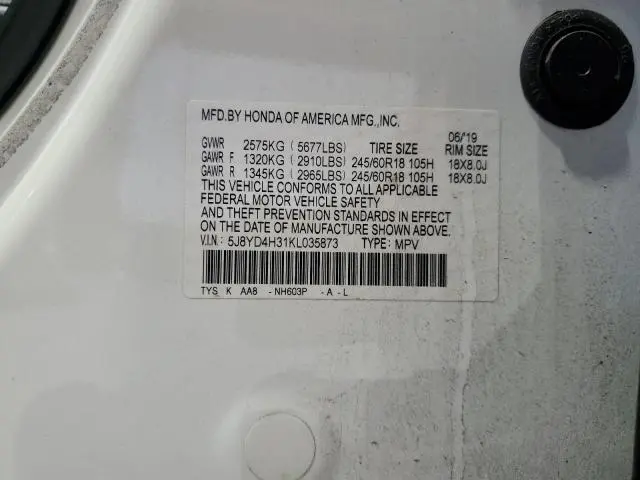 MFD.BY HONDA OF AMERICA MFG.,INC. 06/'19
GVWR 2575KG ( 5677LBS) TIRE SIZE RIM SIZE
GAWR F 1320KG ( 2910LBS) 245/60R18 105H 18X8.0J
GAWR R 1345KG ( 2965LBS) 245/60R18 105H 18X8.0J
THIS VEHICLE CONFORMS TO ALL APPLICABLE
FEDERAL MOTOR VEHICLE SAFETY
AND THEFT PREVENTION STANDARDS IN EFFECT
ON THE DATE OF MANUFACTURE SHOWN ABOVE.
V.I.N.: 5J8YD4H31KL035873 TYPE: MPV
TYS K AA8 - NH603P - A - L